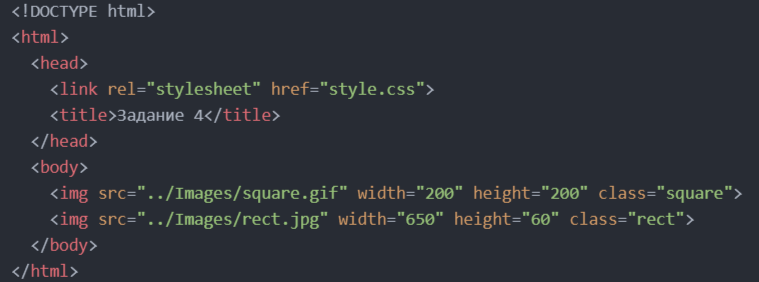 <!DOCTYPE html>
<html>
  <head>
    <link rel="stylesheet" href="style.css">
    <title>Задание 4</title>
  </head>
  <body>
    <img src="../Images/square.gif" width="200" height="200" class="square">
    <img src="../Images/rect.jpg" width="650" height="60" class="rect">
  </body>
</html>